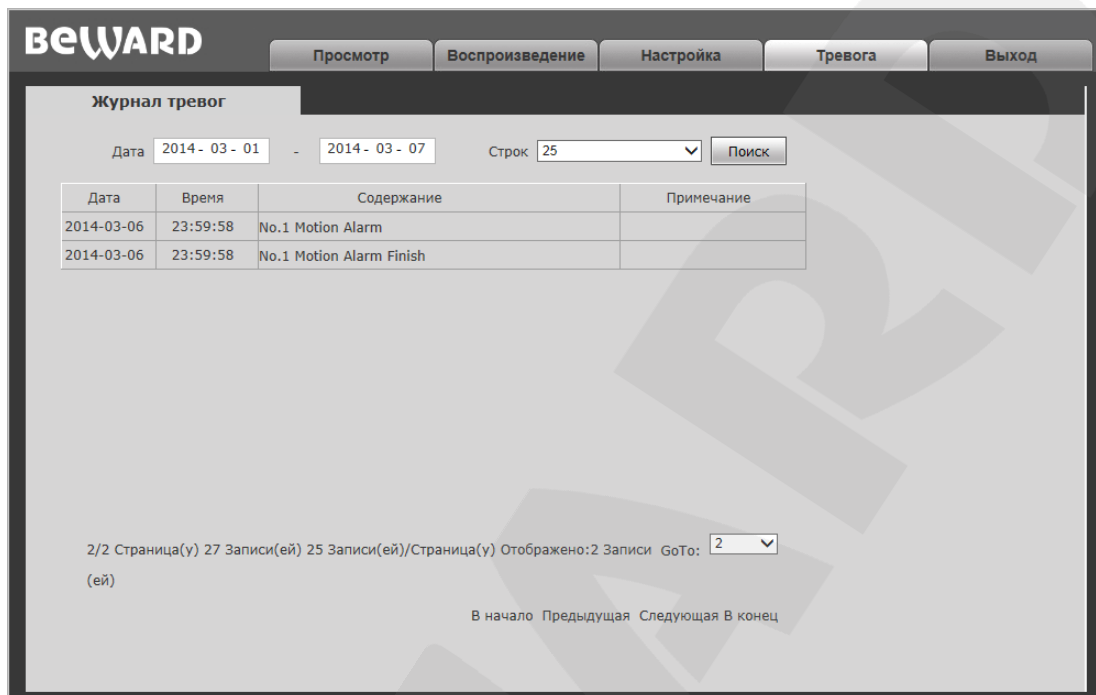 BEWARD
Просмотр Воспроизведение Настройка Тревога Выход
Журнал тревог
Дата 2014 - 03 - 01 - 2014 - 03 - 07 Строк 25 Поиск
Дата Время Содержание Примечание
2014-03-06 23:59:58 No.1 Motion Alarm
2014-03-06 23:59:58 No.1 Motion Alarm Finish
2/2 Страница(у) 27 Записи(ей) 25 Записи(ей)/Страница(у) Отображено:2 Записи GoTo: 2
(ей)
В начало Предыдущая Следующая В конец